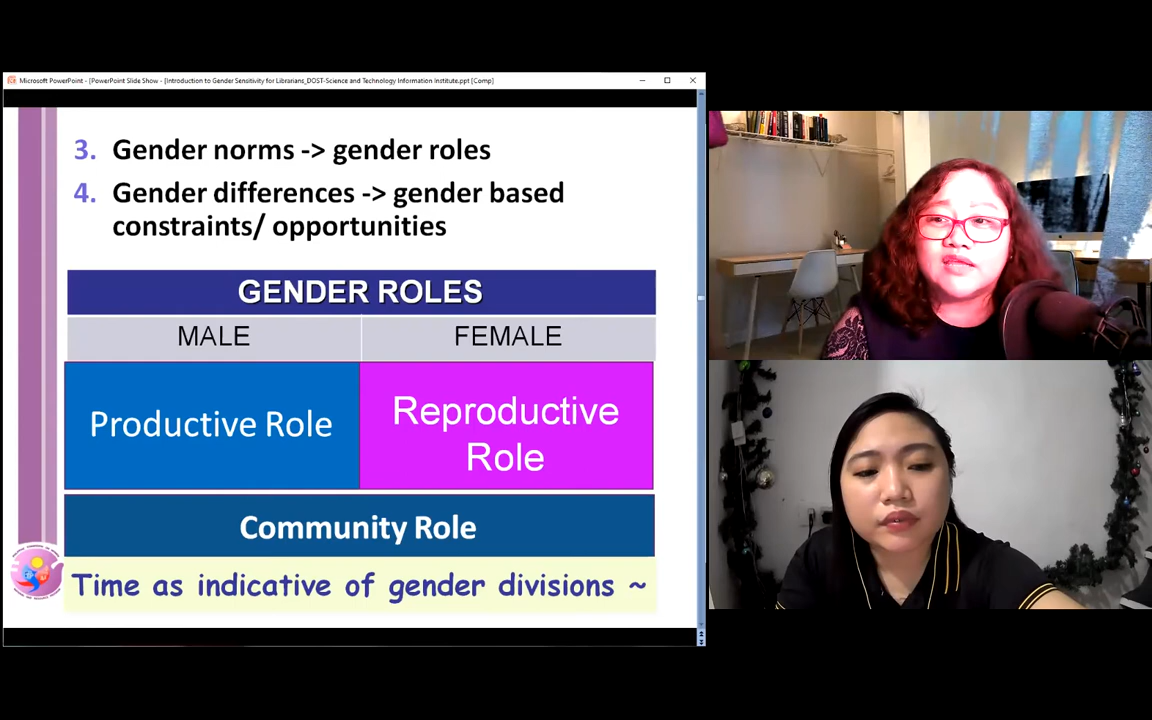 Microsoft PowerPoint - [PowerPoint Slide Show - [Introduction to Gender Sensitivity for Librarians_DOST-Science and Technology Information Institute.ppt [Comp]
3. Gender norms -> gender roles
4. Gender differences -> gender based
constraints/ opportunities
GENDER ROLES
MALE FEMALE
Productive Role
Reproductive
Role
Community Role
Time as indicative of gender divisions ~